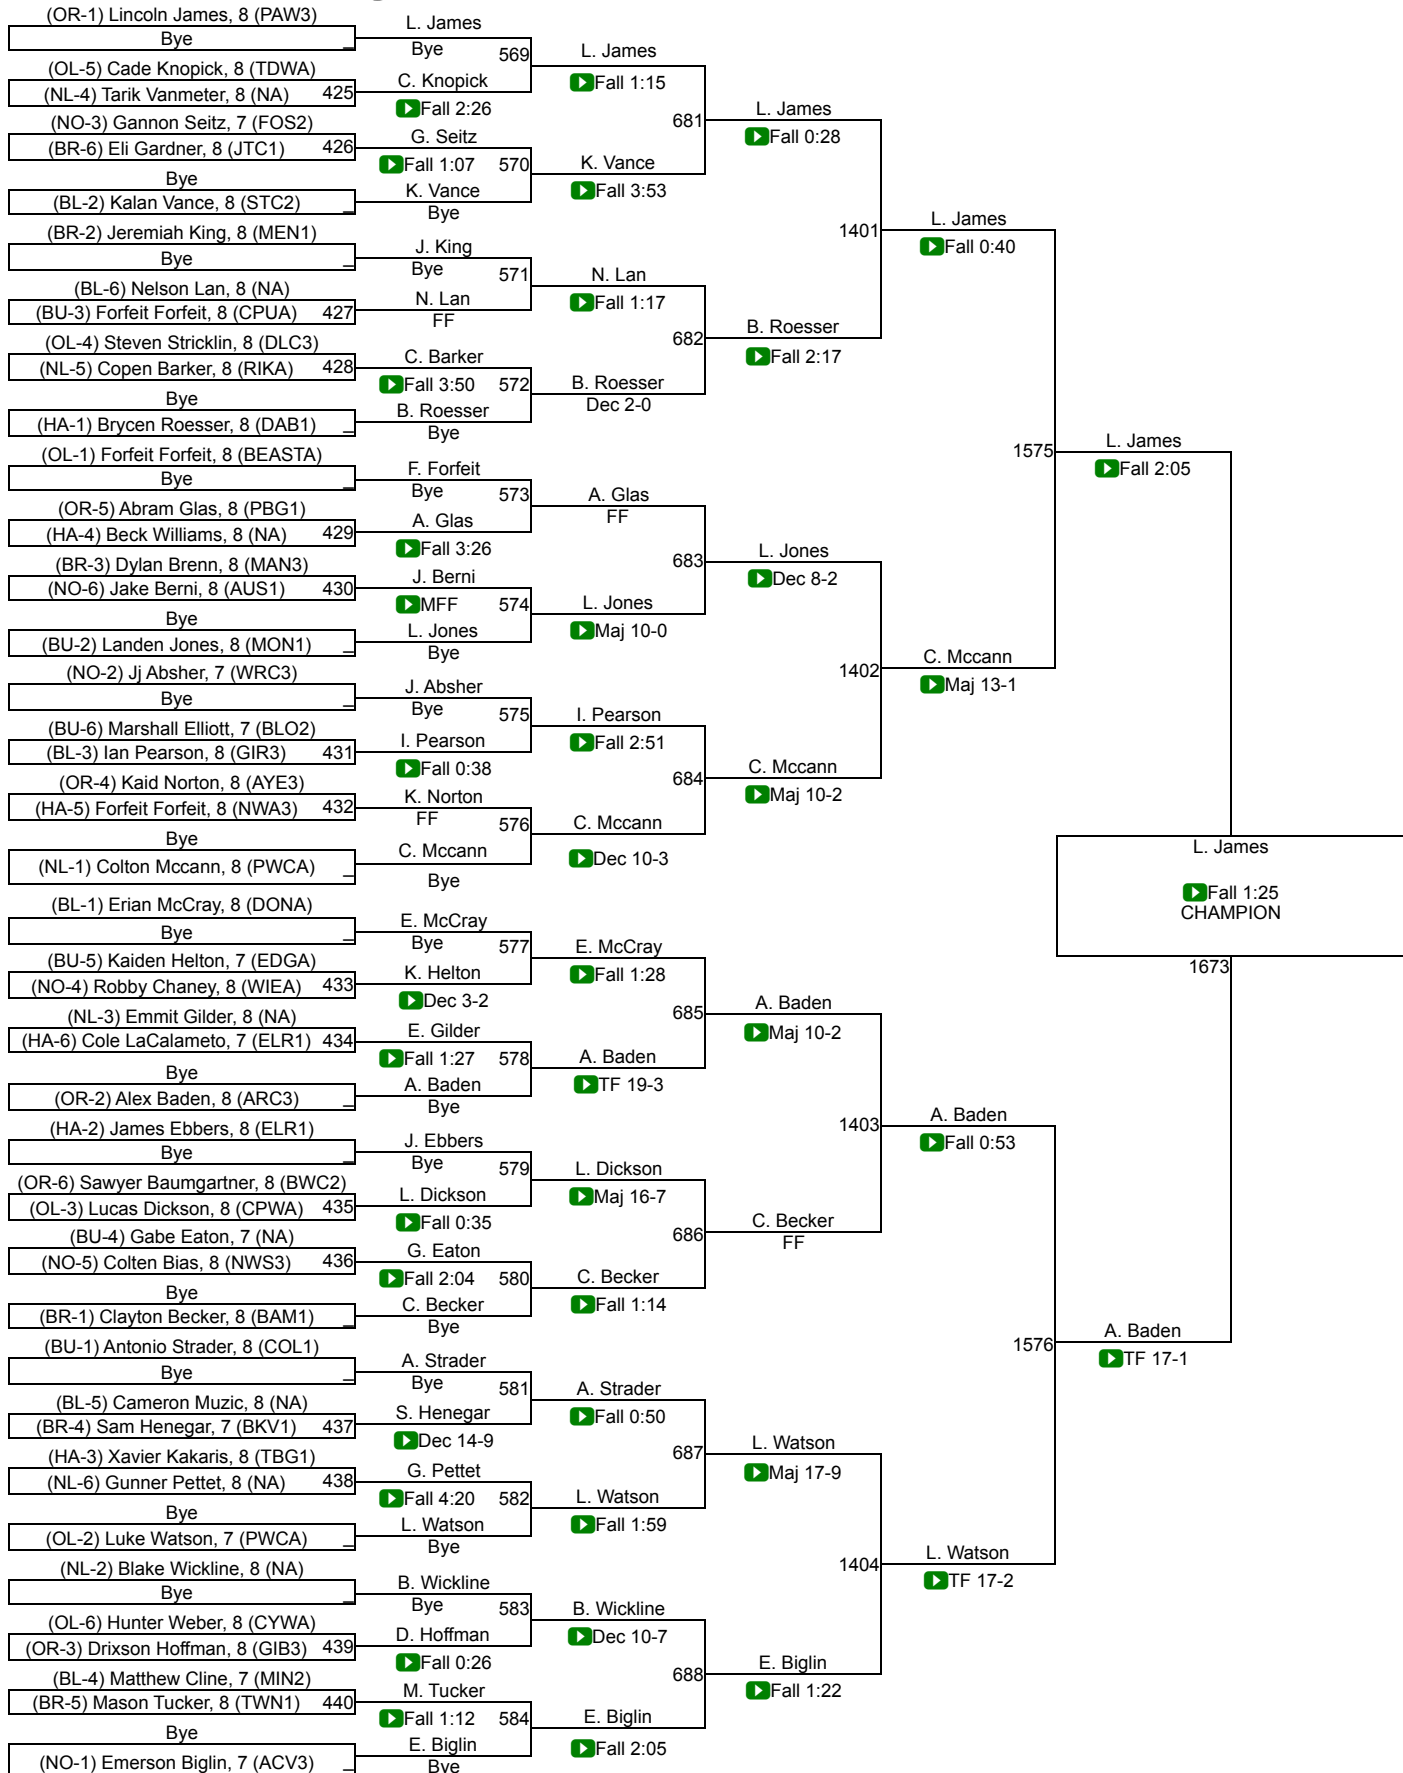 (OR-1) Lincoln James, 8 (PAW3)
Bye
(OL-5) Cade Knopick, 8 (TDWA)
(NL-4) Tarik Vanmeter, 8 (NA) 425
(NO-3) Gannon Seitz, 7 (FOS2)
(BR-6) Eli Gardner, 8 (JTC1) 426
Bye
(BL-2) Kalan Vance, 8 (STC2)
(BR-2) Jeremiah King, 8 (MEN1)
Bye
(BL-6) Nelson Lan, 8 (NA)
(BU-3) Forfeit Forfeit, 8 (CPUA) 427
(OL-4) Steven Stricklin, 8 (DLC3)
(NL-5) Copen Barker, 8 (RIKA) 428
Bye
(HA-1) Brycen Roesser, 8 (DAB1)
(OL-1) Forfeit Forfeit, 8 (BEASTA)
Bye
(OR-5) Abram Glas, 8 (PBG1)
(HA-4) Beck Williams, 8 (NA) 429
(BR-3) Dylan Brenn, 8 (MAN3)
(NO-6) Jake Berni, 8 (AUS1) 430
Bye
(BU-2) Landen Jones, 8 (MON1)
(NO-2) Jj Absher, 7 (WRC3)
Bye
(BU-6) Marshall Elliott, 7 (BLO2)
(BL-3) Ian Pearson, 8 (GIR3) 431
(OR-4) Kaid Norton, 8 (AYE3)
(HA-5) Forfeit Forfeit, 8 (NWA3) 432
Bye
(NL-1) Colton Mccann, 8 (PWCA)
(BL-1) Erian McCray, 8 (DONA)
Bye
(BU-5) Kaiden Helton, 7 (EDGA)
(NO-4) Robby Chaney, 8 (WIEA) 433
(NL-3) Emmit Gilder, 8 (NA)
(HA-6) Cole LaCalameto, 7 (ELR1) 434
Bye
(OR-2) Alex Baden, 8 (ARC3)
(HA-2) James Ebbers, 8 (ELR1)
Bye
(OR-6) Sawyer Baumgartner, 8 (BWC2)
(OL-3) Lucas Dickson, 8 (CPWA) 435
(BU-4) Gabe Eaton, 7 (NA)
(NO-5) Colten Bias, 8 (NWS3) 436
Bye
(BR-1) Clayton Becker, 8 (BAM1)
(BU-1) Antonio Strader, 8 (COL1)
Bye
(BL-5) Cameron Muzic, 8 (NA)
(BR-4) Sam Henegar, 7 (BKV1) 437
(HA-3) Xavier Kakaris, 8 (TBG1)
(NL-6) Gunner Pettet, 8 (NA) 438
Bye
(OL-2) Luke Watson, 7 (PWCA)
(NL-2) Blake Wickline, 8 (NA)
Bye
(OL-6) Hunter Weber, 8 (CYWA)
(OR-3) Drixson Hoffman, 8 (GIB3) 439
(BL-4) Matthew Cline, 7 (MIN2)
(BR-5) Mason Tucker, 8 (TWN1) 440
Bye
(NO-1) Emerson Biglin, 7 (ACV3)
L. James
Bye 569
C. Knopick
Fall 2:26
G. Seitz
Fall 1:07 570
K. Vance
Bye
J. King
Bye 571
N. Lan
FF
C. Barker
Fall 3:50 572
B. Roesser
Bye
F. Forfeit
Bye 573
A. Glas
Fall 3:26
J. Berni
MFF 574
L. Jones
Bye
J. Absher
Bye 575
I. Pearson
Fall 0:38
K. Norton
FF 576
C. Mccann
Bye
E. McCray
Bye 577
K. Helton
Dec 3-2
E. Gilder
Fall 1:27 578
A. Baden
Bye
J. Ebbers
Bye 579
L. Dickson
Fall 0:35
G. Eaton
Fall 2:04 580
C. Becker
Bye
A. Strader
Bye 581
S. Henegar
Dec 14-9
G. Pettet
Fall 4:20 582
L. Watson
Bye
B. Wickline
Bye 583
D. Hoffman
Fall 0:26
M. Tucker
Fall 1:12 584
E. Biglin
Bye
L. James
Fall 1:15
681
K. Vance
Fall 3:53
N. Lan
Fall 1:17
682
B. Roesser
Dec 2-0
A. Glas
FF
683
L. Jones
Maj 10-0
I. Pearson
Fall 2:51
684
C. Mccann
Dec 10-3
E. McCray
Fall 1:28
685
A. Baden
TF 19-3
L. Dickson
Maj 16-7
686
C. Becker
Fall 1:14
A. Strader
Fall 0:50
687
L. Watson
Fall 1:59
B. Wickline
Dec 10-7
688
E. Biglin
Fall 2:05
L. James
Fall 0:28
1401
B. Roesser
Fall 2:17
L. Jones
Dec 8-2
1402
C. Mccann
Maj 10-2
A. Baden
Maj 10-2
1403
C. Becker
FF
L. Watson
Maj 17-9
1404
E. Biglin
Fall 1:22
L. James
Fall 0:40
1575
C. Mccann
Maj 13-1
A. Baden
Fall 0:53
1576
L. Watson
TF 17-2
L. James
Fall 2:05
A. Baden
TF 17-1
L. James
Fall 1:25
CHAMPION
1673